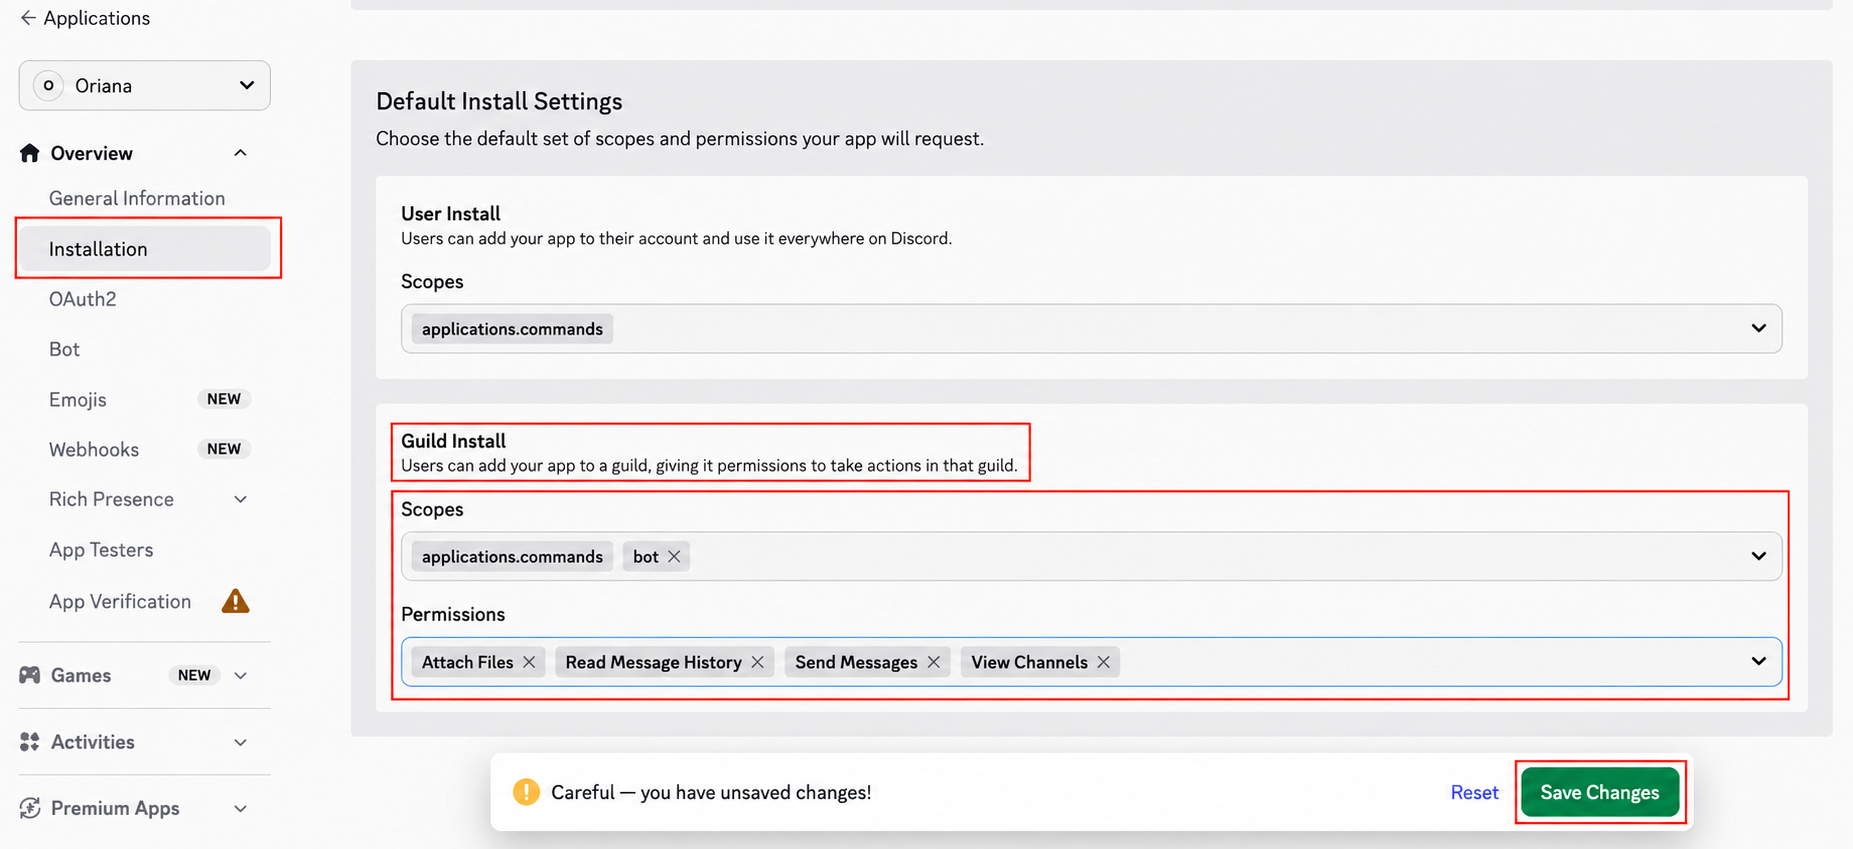 Applications
O Oriana
Overview
General Information
Installation
OAuth2
Bot
Emojis NEW
Webhooks NEW
Rich Presence
App Testers
App Verification
Games NEW
Activities
Premium Apps
Default Install Settings
Choose the default set of scopes and permissions your app will request.
User Install
Users can add your app to their account and use it everywhere on Discord.
Scopes
applications.commands
Guild Install
Users can add your app to a guild, giving it permissions to take actions in that guild.
Scopes
applications.commands bot
Permissions
Attach Files Read Message History Send Messages View Channels
Careful — you have unsaved changes! Reset Save Changes